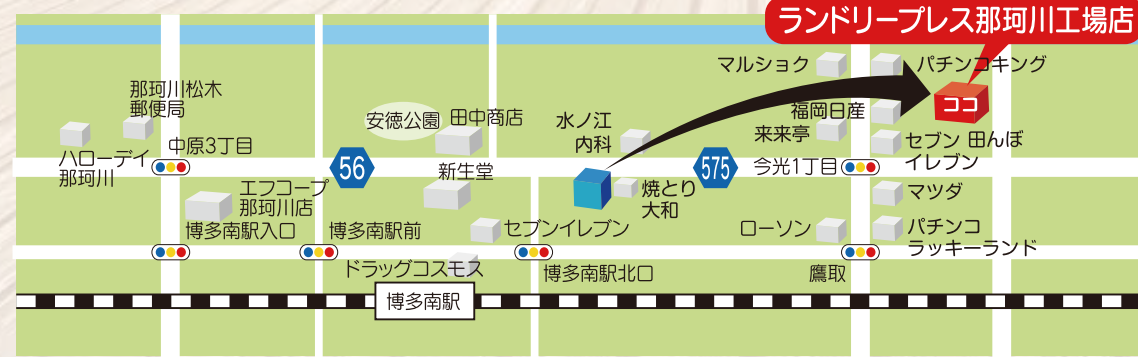 ランドリープレス那珂川工場店
マルショク
パチンコキング
ココ
那珂川松木
郵便局
安徳公園
田中商店
水ノ江
内科
福岡日産
来来亭
セブン
イレブン
田んぼ
ハローデイ
那珂川
中原3丁目
56
新生堂
575
今光1丁目
エフコープ
那珂川店
焼とり
大和
マツダ
博多南駅入口
博多南駅前
セブンイレブン
ローソン
パチンコ
ラッキーランド
ドラッグコスモス
博多南駅北口
鷹取
博多南駅